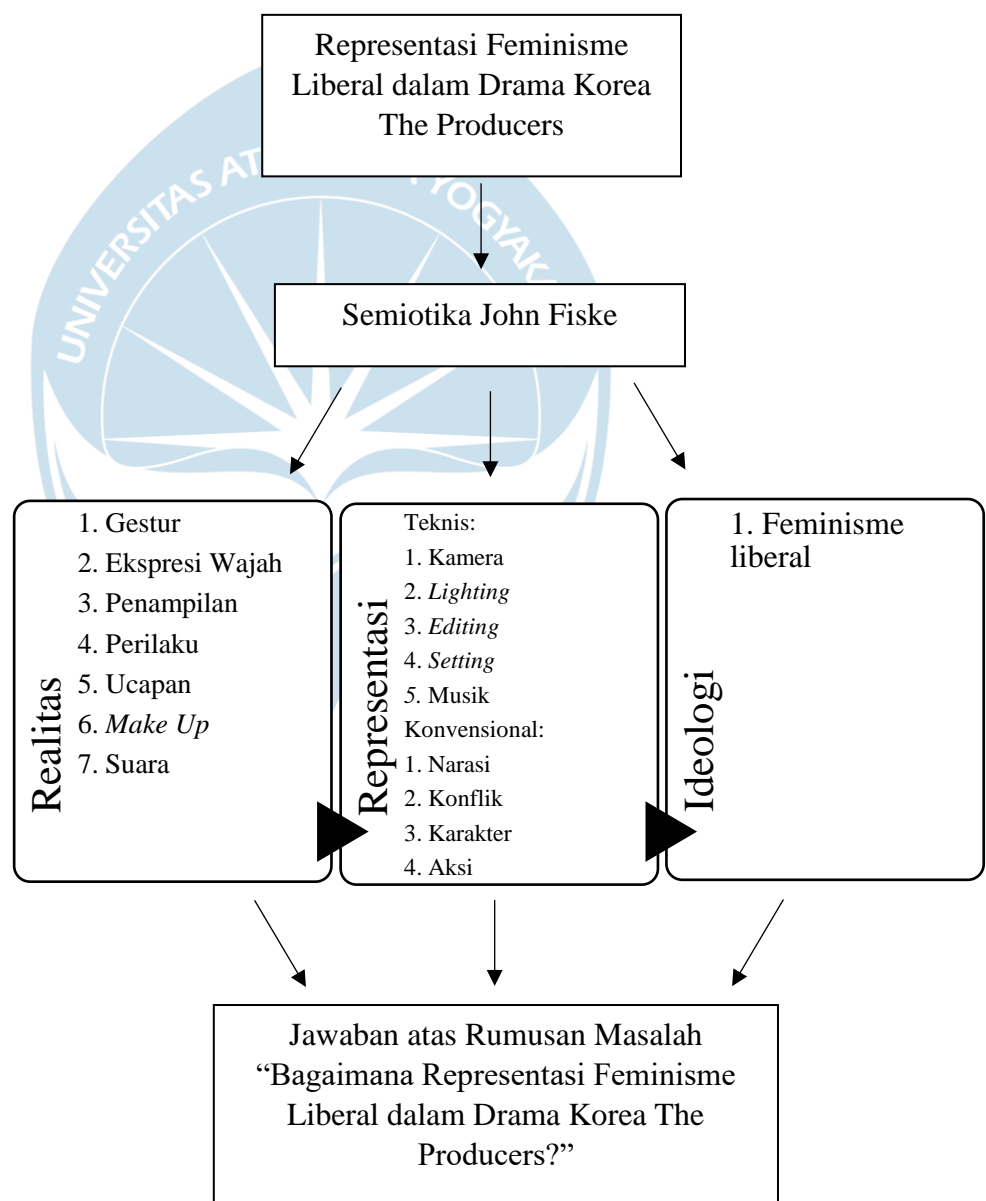 Representasi Feminisme
Liberal dalam Drama Korea
The Producers
UNIVERSITAS AT
YOGYAKA
Semiotika John Fiske
Realitas
1. Gestur
2. Ekspresi Wajah
3. Penampilan
4. Perilaku
5. Ucapan
6. Make Up
7. Suara
Representasi
Teknis:
1. Kamera
2. Lighting
3. Editing
4. Setting
5. Musik
Konvensional:
1. Narasi
2. Konflik
3. Karakter
4. Aksi
Ideologi
1. Feminisme
liberal
Jawaban atas Rumusan Masalah
“Bagaimana Representasi Feminisme
Liberal dalam Drama Korea The
Producers?”